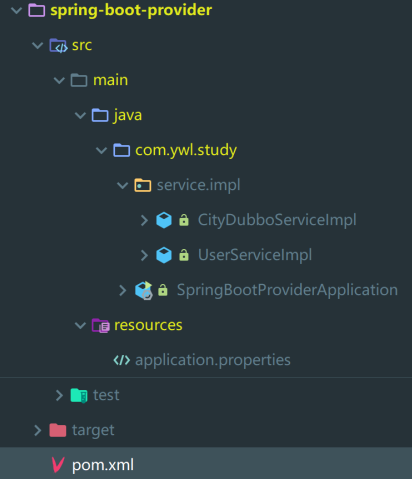 spring-boot-provider
src
main
java
com.ywl.study
service.impl
CityDubboServiceImpl
UserServiceImpl
SpringBootProviderApplication
resources
application.properties
test
target
pom.xml